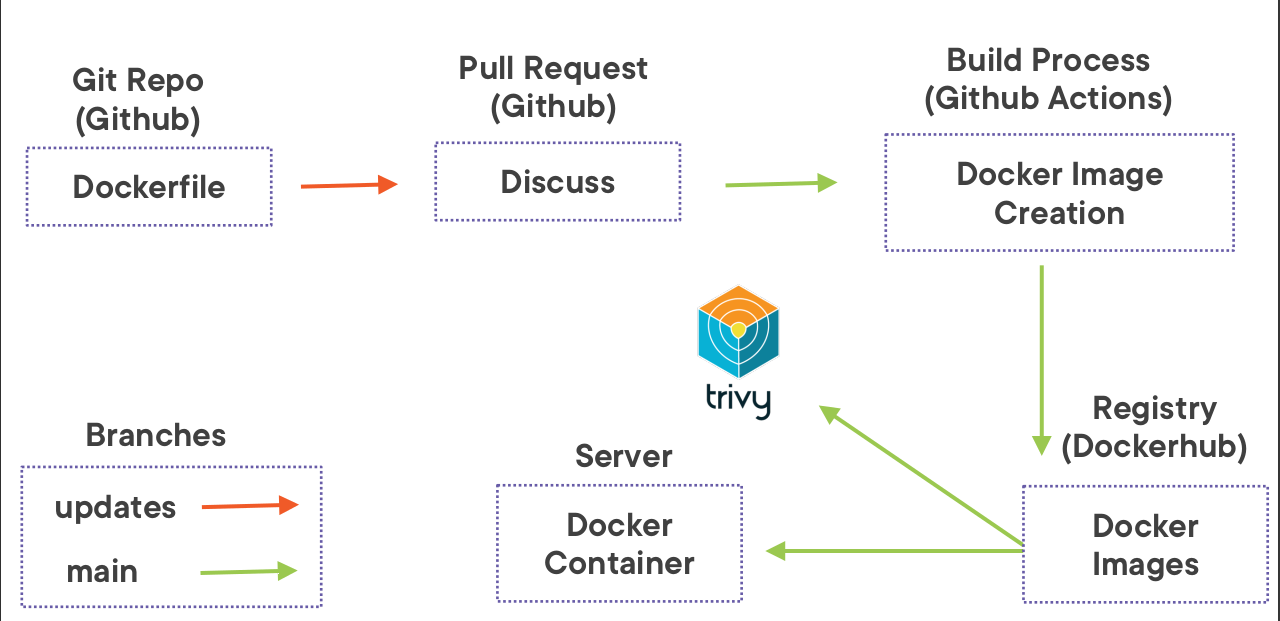 Git Repo
(Github)
Dockerfile
Pull Request
(Github)
Discuss
Build Process
(Github Actions)
Docker Image
Creation
trivy
Registry
(Dockerhub)
Docker
Images
Server
Docker
Container
Branches
updates
main